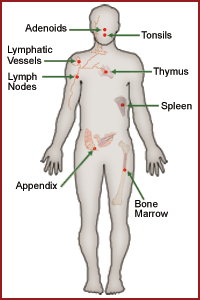 Adenoids
Tonsils
Lymphatic
Vessels
Lymph
Nodes
Thymus
Spleen
Appendix
Bone
Marrow